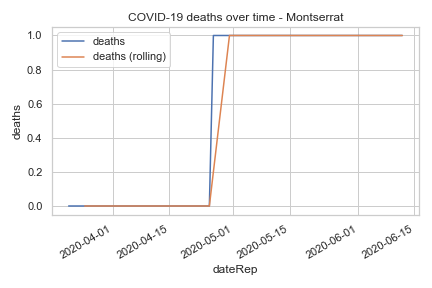 COVID-19 deaths over time - Montserrat
deaths
deaths (rolling)
1.0
0.8
0.6
0.4
0.2
0.0
deaths
2020-04-01
2020-04-15
2020-05-01
2020-05-15
2020-06-01
2020-06-15
dateRep